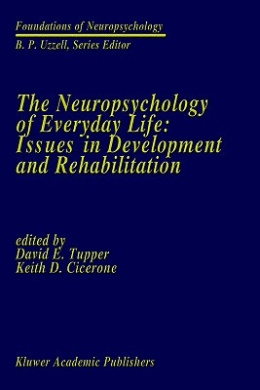 Foundations of Neuropsychology
B. P. Uzzell, Series Editor
The Neuropsychology
of Everyday Life:
Issues in Development
and Rehabilitation
edited by
David E. Tupper
Keith D. Cicerone
Kluwer Academic Publishers